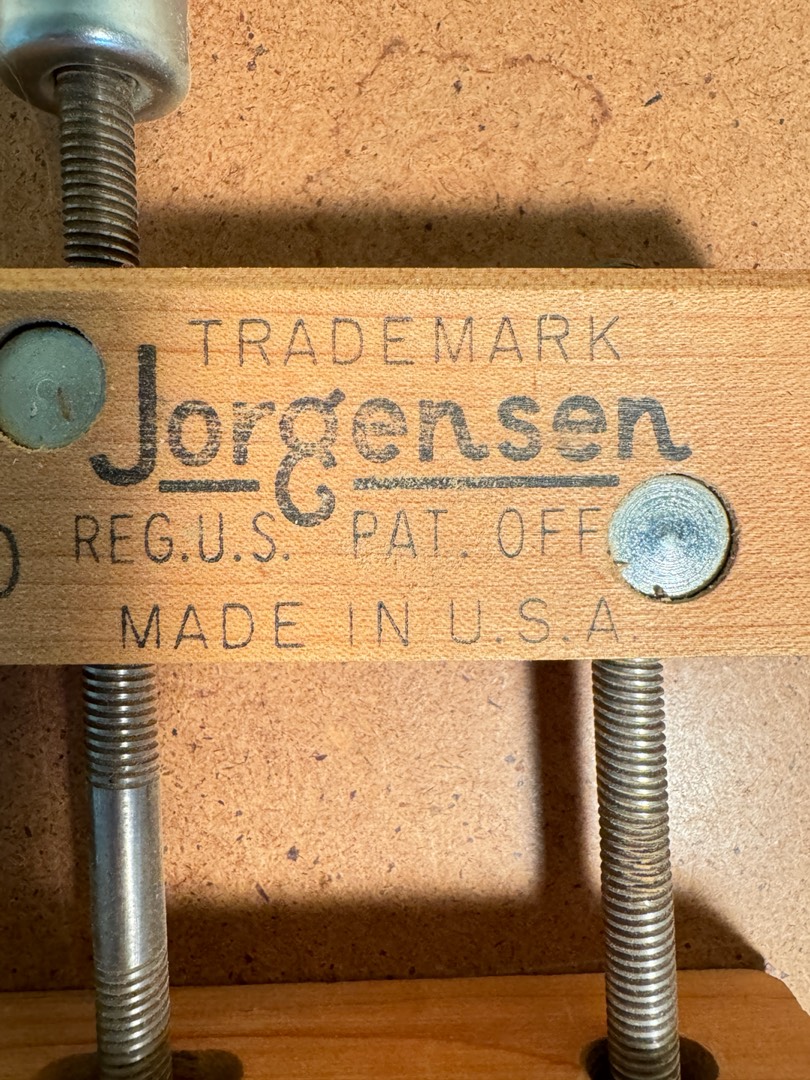 TRADEMARK
Jorgensen
REG.U.S. PAT. OFF
MADE IN U.S.A